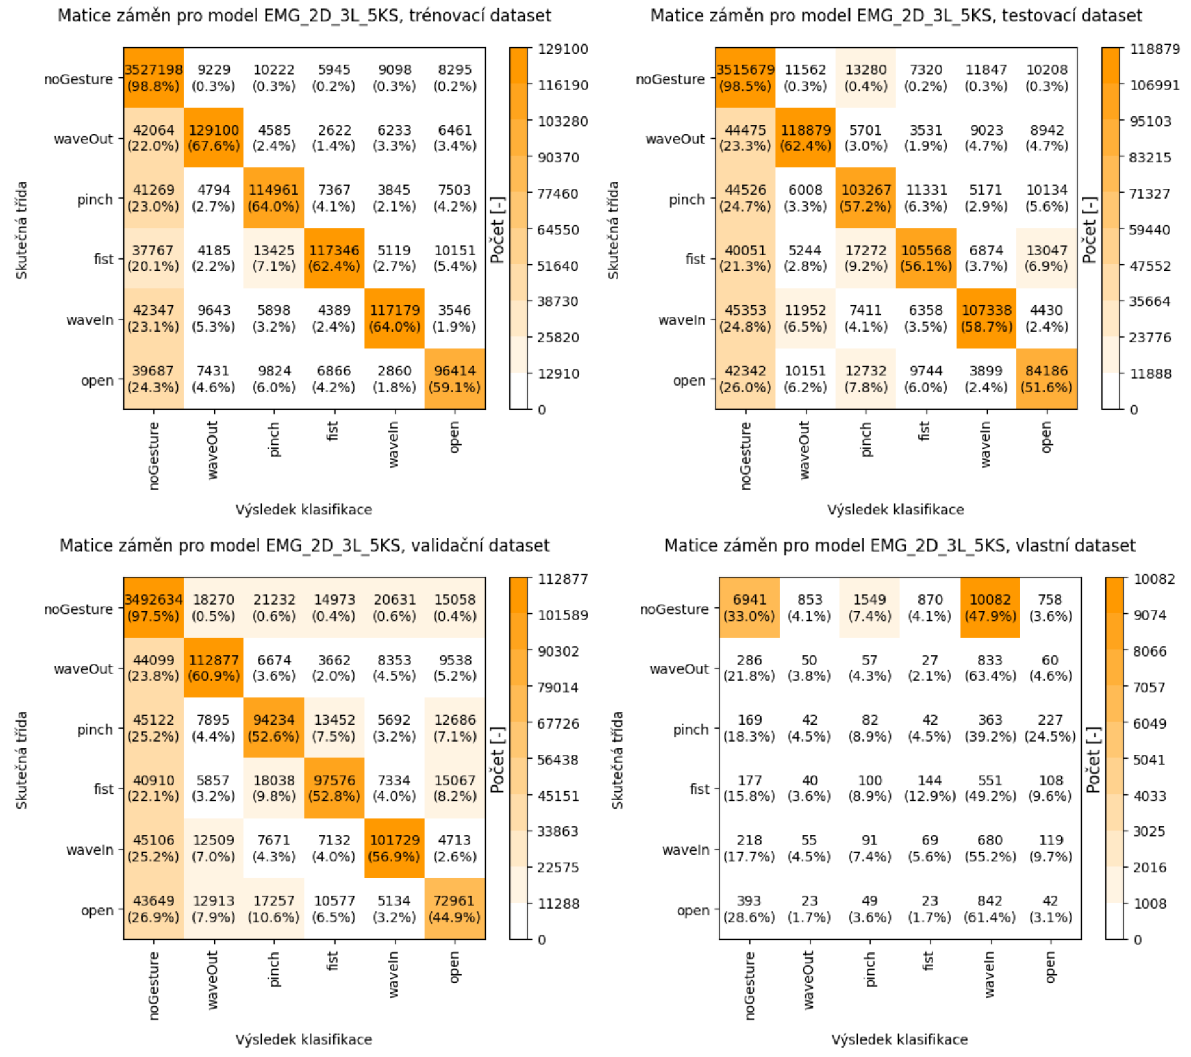 Matice záměn pro model EMG_2D_3L_5KS, trénovací dataset
Skutečná třída
noGesture 3527198 9229 10222 5945 9098 8295
(98.8%) (0.3%) (0.3%) (0.2%) (0.3%) (0.2%)
waveOut 42064 129100 4585 2622 6233 6461
(22.0%) (67.6%) (2.4%) (1.4%) (3.3%) (3.4%)
pinch 41269 4794 114961 7367 3845 7503
(23.0%) (2.7%) (64.0%) (4.1%) (2.1%) (4.2%)
fist 37767 4185 13425 117346 5119 10151
(20.1%) (2.2%) (7.1%) (62.4%) (2.7%) (5.4%)
waveIn 42347 9643 5898 4389 117179 3546
(23.1%) (5.3%) (3.2%) (2.4%) (64.0%) (1.9%)
open 39687 7431 9824 6866 2860 96414
(24.3%) (4.6%) (6.0%) (4.2%) (1.8%) (59.1%)
noGesture waveOut pinch fist waveIn open
Výsledek klasifikace
Počet [-]
129100
116190
103280
90370
77460
64550
51640
38730
25820
12910
0
Matice záměn pro model EMG_2D_3L_5KS, testovací dataset
Skutečná třída
noGesture 3515679 11562 13280 7320 11847 10208
(98.5%) (0.3%) (0.4%) (0.2%) (0.3%) (0.3%)
waveOut 44475 118879 5701 3531 9023 8942
(23.3%) (62.4%) (3.0%) (1.9%) (4.7%) (4.7%)
pinch 44526 6008 103267 11331 5171 10134
(24.7%) (3.3%) (57.2%) (6.3%) (2.9%) (5.6%)
fist 40051 5244 17272 105568 6874 13047
(21.3%) (2.8%) (9.2%) (56.1%) (3.7%) (6.9%)
waveIn 45353 11952 7411 6358 107338 4430
(24.8%) (6.5%) (4.1%) (3.5%) (58.7%) (2.4%)
open 42342 10151 12732 9744 3899 84186
(26.0%) (6.2%) (7.8%) (6.0%) (2.4%) (51.6%)
noGesture waveOut pinch fist waveIn open
Výsledek klasifikace
Počet [-]
118879
106991
95103
83215
71327
59440
47552
35664
23776
11888
0
Matice záměn pro model EMG_2D_3L_5KS, validační dataset
Skutečná třída
noGesture 3492634 18270 21232 14973 20631 15058
(97.5%) (0.5%) (0.6%) (0.4%) (0.6%) (0.4%)
waveOut 44099 112877 6674 3662 8353 9538
(23.8%) (60.9%) (3.6%) (2.0%) (4.5%) (5.2%)
pinch 45122 7895 94234 13452 5692 12686
(25.2%) (4.4%) (52.6%) (7.5%) (3.2%) (7.1%)
fist 40910 5857 18038 97576 7334 15067
(22.1%) (3.2%) (9.8%) (52.8%) (4.0%) (8.2%)
waveIn 45106 12509 7671 7132 101729 4713
(25.2%) (7.0%) (4.3%) (4.0%) (56.9%) (2.6%)
open 43649 12913 17257 10577 5134 72961
(26.9%) (7.9%) (10.6%) (6.5%) (3.2%) (44.9%)
noGesture waveOut pinch fist waveIn open
Výsledek klasifikace
Počet [-]
112877
101589
90302
79014
67726
56438
45151
33863
22575
11288
0
Matice záměn pro model EMG_2D_3L_5KS, vlastní dataset
Skutečná třída
noGesture 6941 853 1549 870 10082 758
(33.0%) (4.1%) (7.4%) (4.1%) (47.9%) (3.6%)
waveOut 286 50 57 27 833 60
(21.8%) (3.8%) (4.3%) (2.1%) (63.4%) (4.6%)
pinch 169 42 82 42 363 227
(18.3%) (4.5%) (8.9%) (4.5%) (39.2%) (24.5%)
fist 177 40 100 144 551 108
(15.8%) (3.6%) (8.9%) (12.9%) (49.2%) (9.6%)
waveIn 218 55 91 69 680 119
(17.7%) (4.5%) (7.4%) (5.6%) (55.2%) (9.7%)
open 393 23 49 23 842 42
(28.6%) (1.7%) (3.6%) (1.7%) (61.4%) (3.1%)
noGesture waveOut pinch fist waveIn open
Výsledek klasifikace
Počet [-]
10082
9074
8066
7057
6049
5041
4033
3025
2016
1008
0